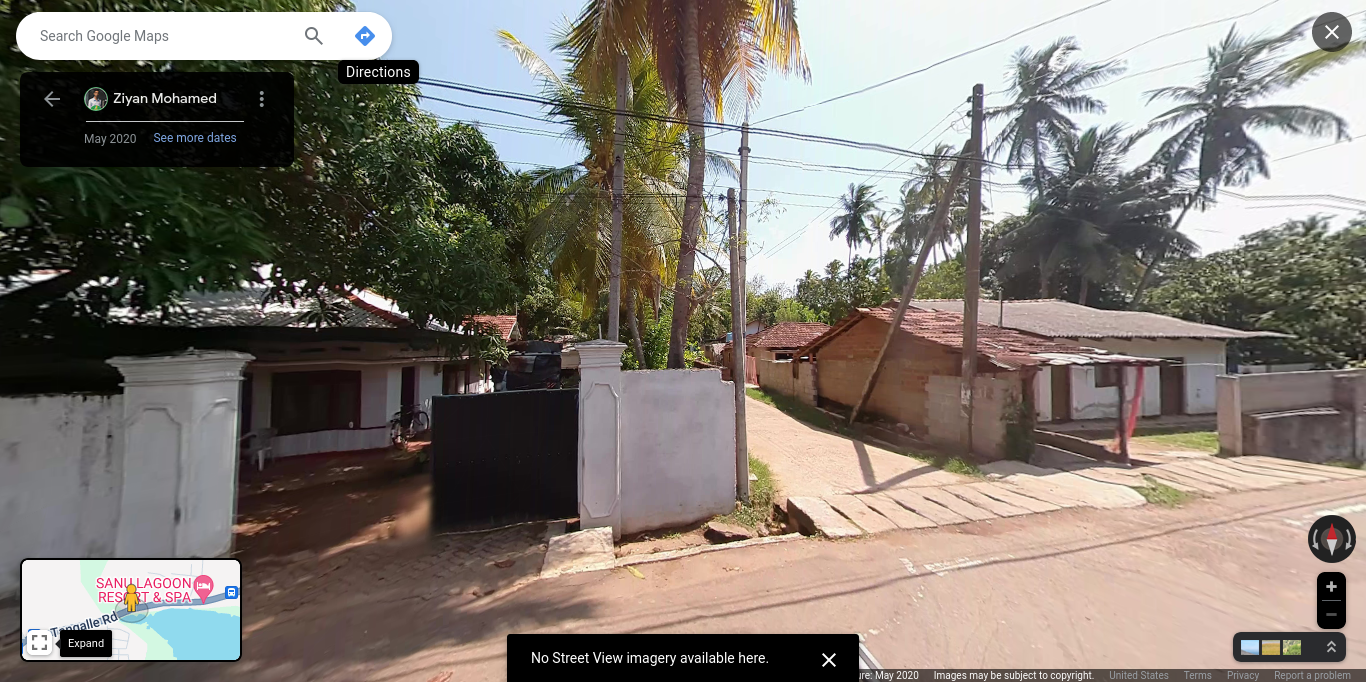 Search Google Maps
Directions
Ziyan Mohamed
May 2020 See more dates
SANU LAGOON
RESORT & SPA
Tangalle Rd
Expand
No Street View imagery available here.
May 2020 Images may be subject to copyright. United States Terms Privacy Report a problem